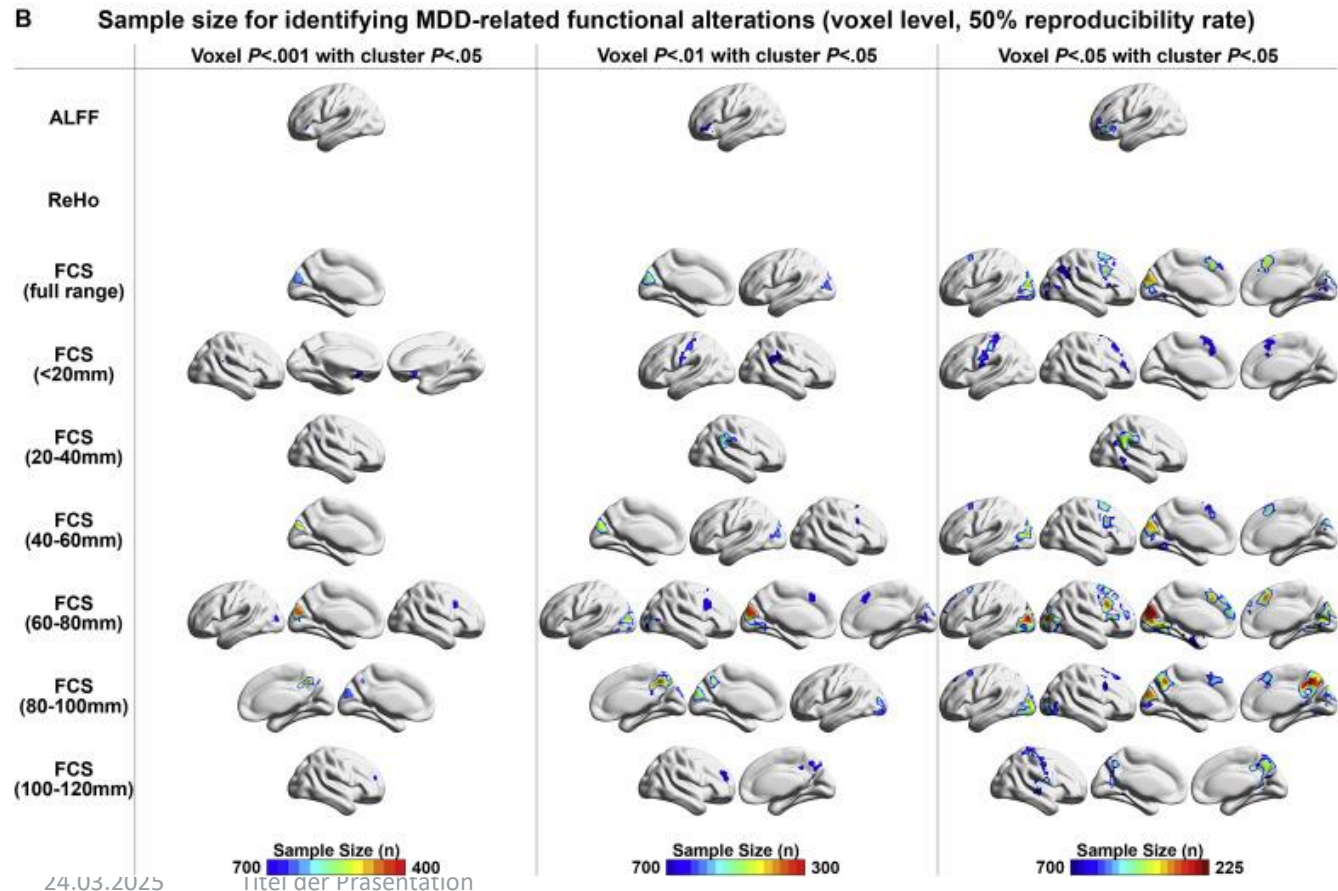 B Sample size for identifying MDD-related functional alterations (voxel level, 50% reproducibility rate)
Voxel P<.001 with cluster P<.05 Voxel P<.01 with cluster P<.05 Voxel P<.05 with cluster P<.05
ALFF
ReHo
FCS
(full range)
FCS
(<20mm)
FCS
(20-40mm)
FCS
(40-60mm)
FCS
(60-80mm)
FCS
(80-100mm)
FCS
(100-120mm)
Sample Size (n) Sample Size (n) Sample Size (n)
700 400 700 300 700 225
24.03.2025 Titel der Präsentation